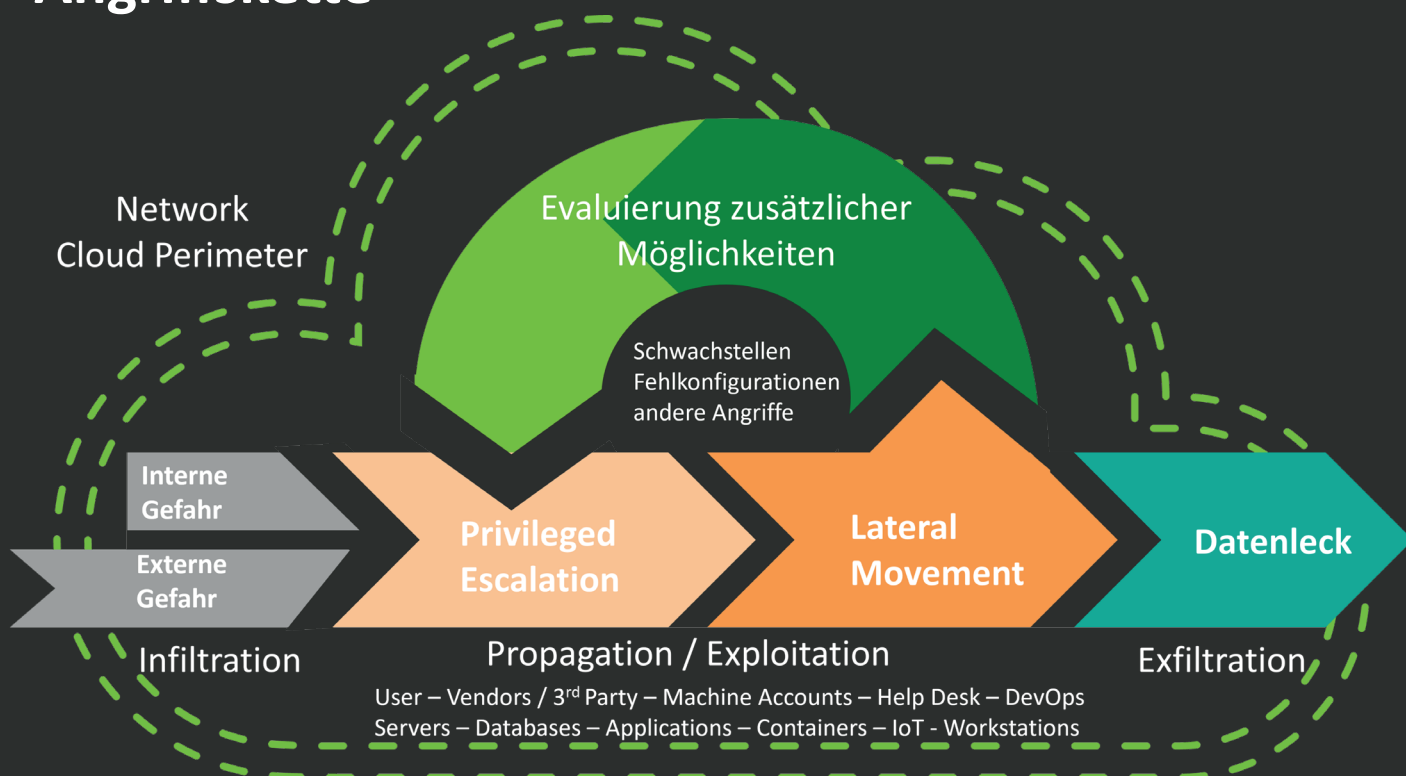 Angriffskette
Network
Cloud Perimeter
Evaluierung zusätzlicher
Möglichkeiten
Schwachstellen
Fehlkonfigurationen
andere Angriffe
Interne
Gefahr
Externe
Gefahr
Privileged
Escalation
Lateral
Movement
Datenleck
Infiltration
Propagation / Exploitation
Exfiltration
User – Vendors / 3rd Party – Machine Accounts – Help Desk – DevOps
Servers – Databases – Applications – Containers – IoT - Workstations